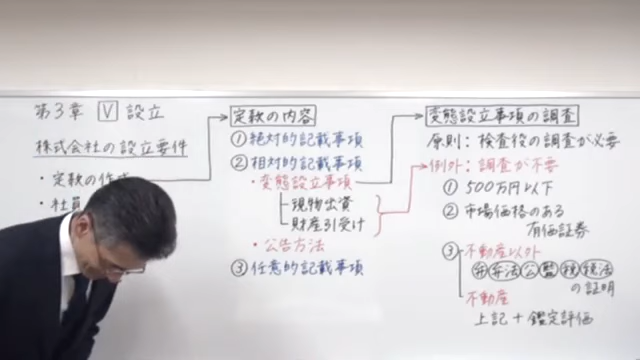 第3章 Ⅴ 設立
株式会社の設立要件
・定款の作成
・社員
定款の内容
①絶対的記載事項
②相対的記載事項
・変態設立事項
現物出資
財産引受け
・公告方法
③任意的記載事項
変態設立事項の調査
原則：検査役の調査が必要
例外：調査が不要
①500万円以下
②市場価格のある
有価証券
③不動産以外
弁弁法公監税税法
の証明
不動産
上記＋鑑定評価